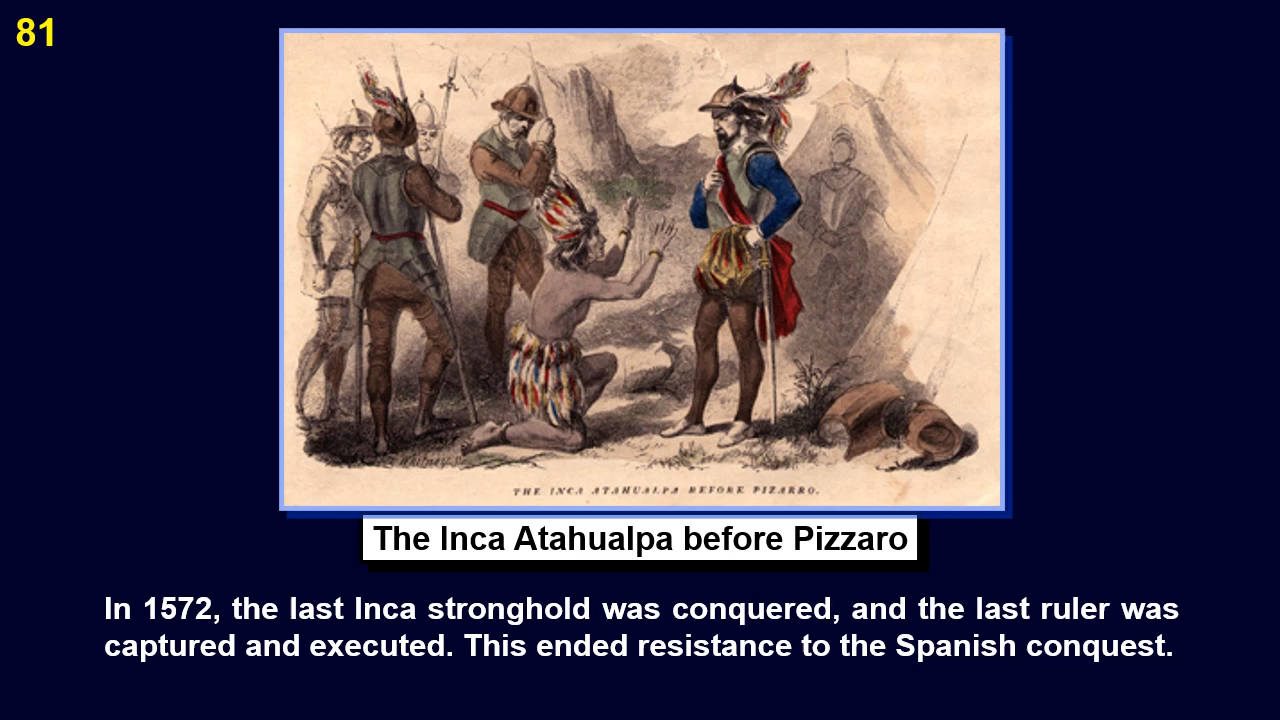 81
THE INCA ATAHUALPA BEFORE PIZARRO.
The Inca Atahualpa before Pizzaro
In 1572, the last Inca stronghold was conquered, and the last ruler was
captured and executed. This ended resistance to the Spanish conquest.